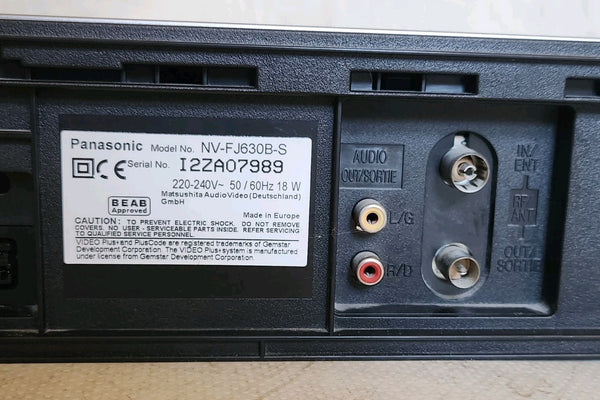 Panasonic Model No. NV-FJ630B-S
CE Serial No. I2ZA07989
220-240V~ 50/60Hz 18 W
BEAB
Approved
Matsushita Audio Video (Deutschland)
GmbH
Made in Europe
CAUTION: TO PREVENT ELECTRIC SHOCK. DO NOT REMOVE
COVERS. NO USER - SERVICEABLE PARTS INSIDE. REFER SERVICING
TO QUALIFIED SERVICE PERSONNEL.
VIDEO Plus+ and PlusCode are registered trademarks of Gemstar
Development Corporation. The VIDEO Plus+ system is manufactured
under license from Gemstar Development Corporation.
AUDIO
OUT/SORTIE
L/G
R/D
IN/
ENT
RF
ANT
OUT/
SORTIE